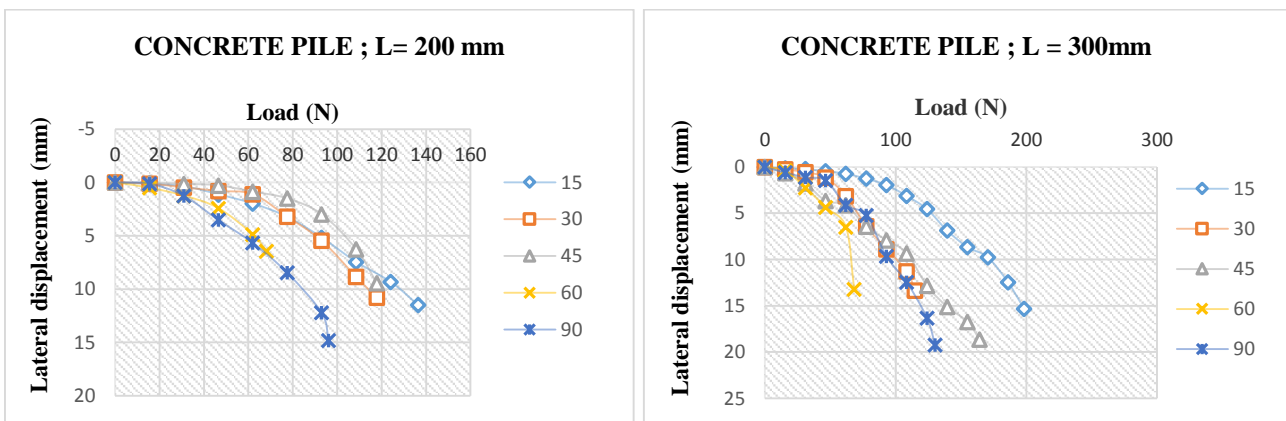 CONCRETE PILE ; L= 200 mm
Load (N)
Lateral displacement (mm)
-5
0
5
10
15
20
0 20 40 60 80 100 120 140 160
15
30
45
60
90
CONCRETE PILE ; L = 300mm
Load (N)
Lateral displacement (mm)
0 100 200 300
0
5
10
15
20
25
15
30
45
60
90